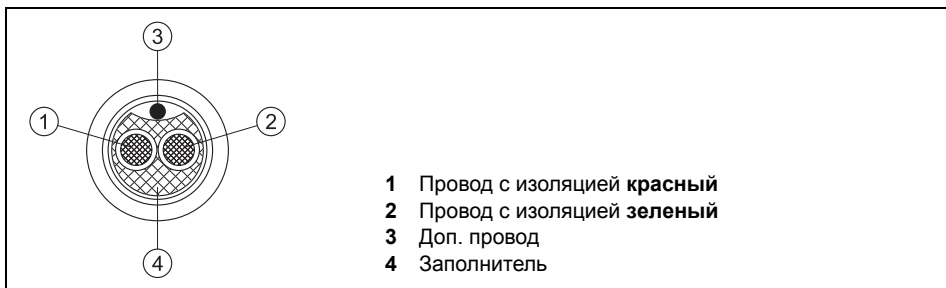 3
1
2
4
1 Провод с изоляцией красный
2 Провод с изоляцией зеленый
3 Доп. провод
4 Заполнитель